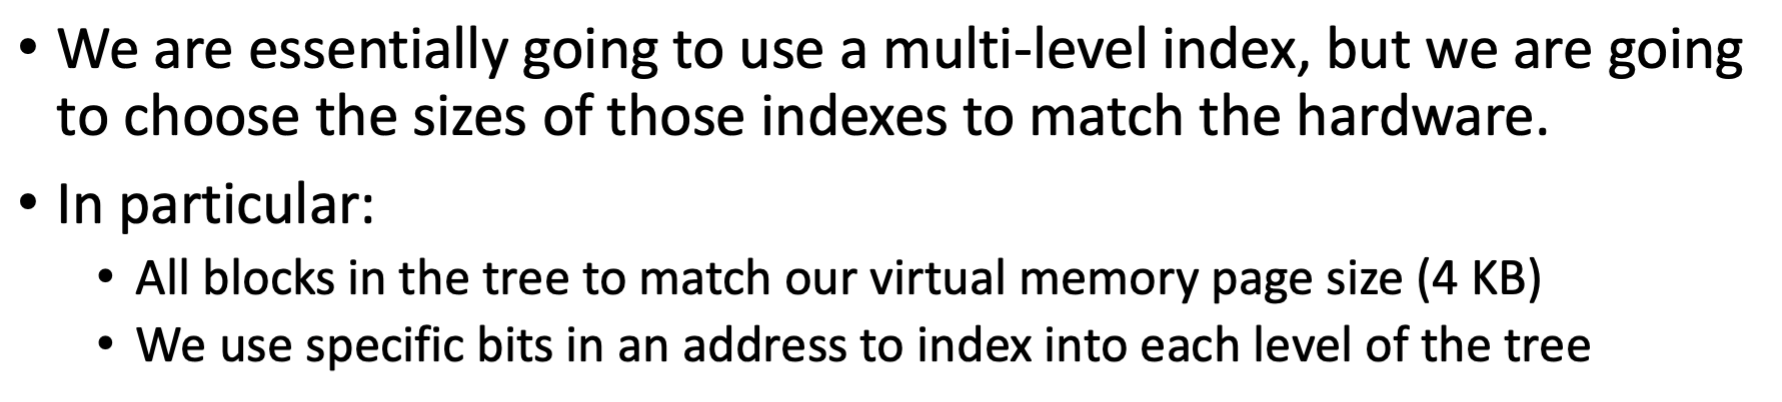 • We are essentially going to use a multi-level index, but we are going
to choose the sizes of those indexes to match the hardware.
• In particular:
• All blocks in the tree to match our virtual memory page size (4 KB)
• We use specific bits in an address to index into each level of the tree